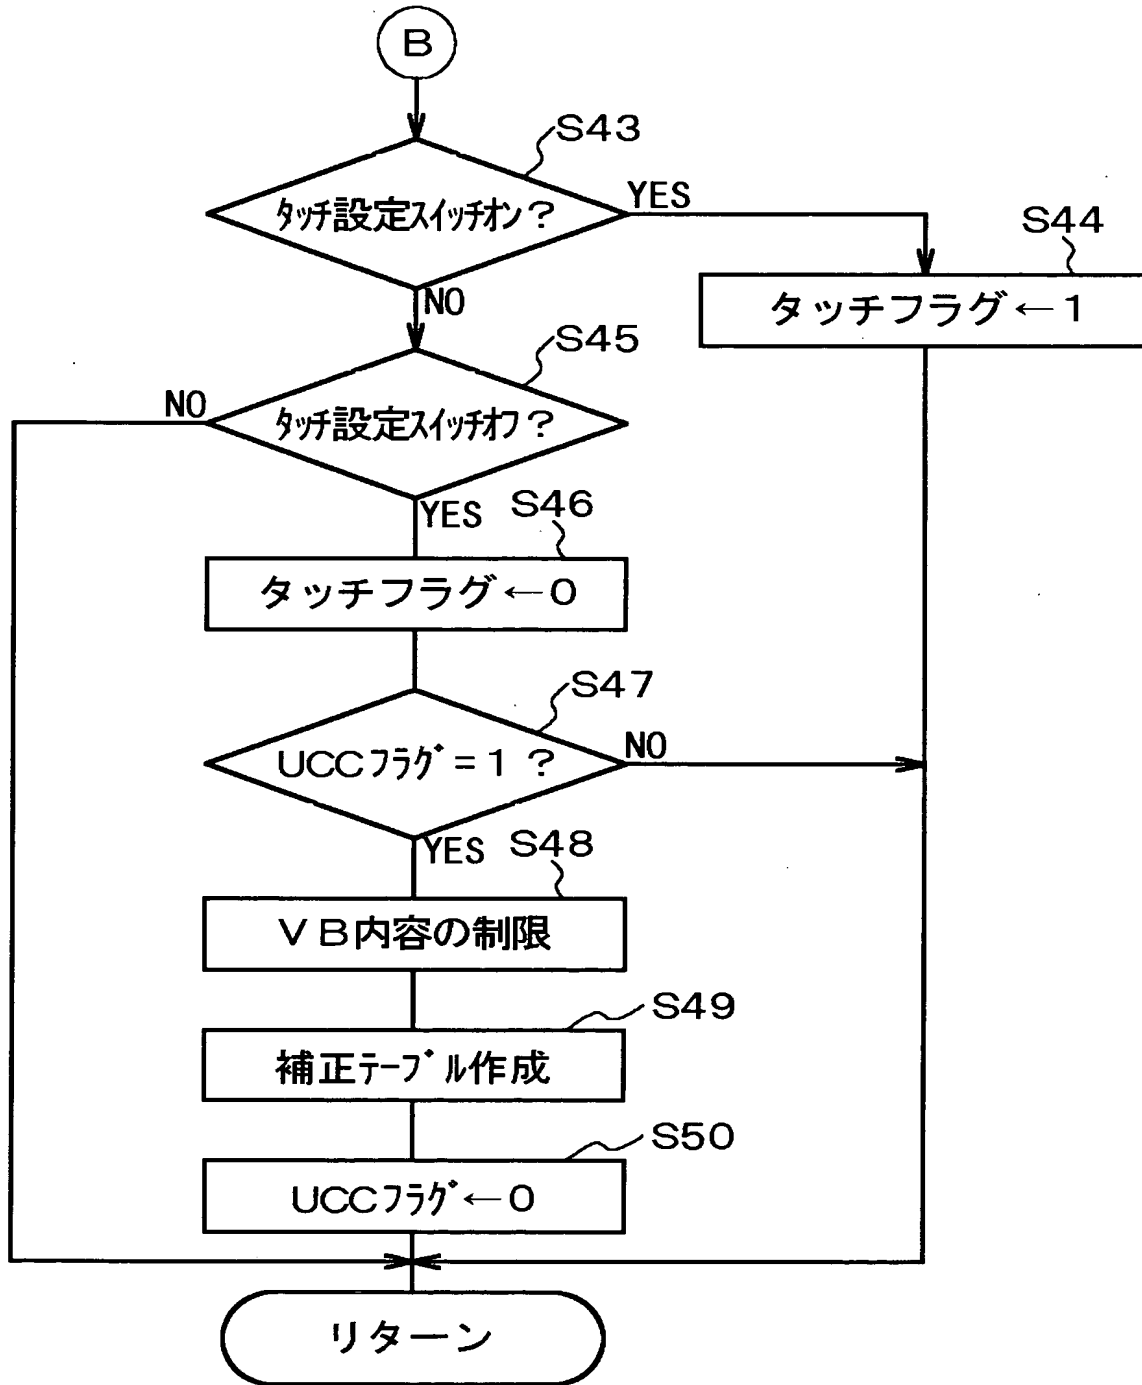 B
S43
ﾀｯﾁ設定ｽｲｯﾁｵﾝ？
YES
NO
S44
タッチフラグ←1
S45
ﾀｯﾁ設定ｽｲｯﾁｵﾌ？
NO
YES
S46
タッチフラグ←0
S47
UCCﾌﾗｸﾞ=1？
NO
YES
S48
ＶＢ内容の制限
S49
補正ﾃｰﾌﾞﾙ作成
S50
UCCﾌﾗｸﾞ←0
リターン